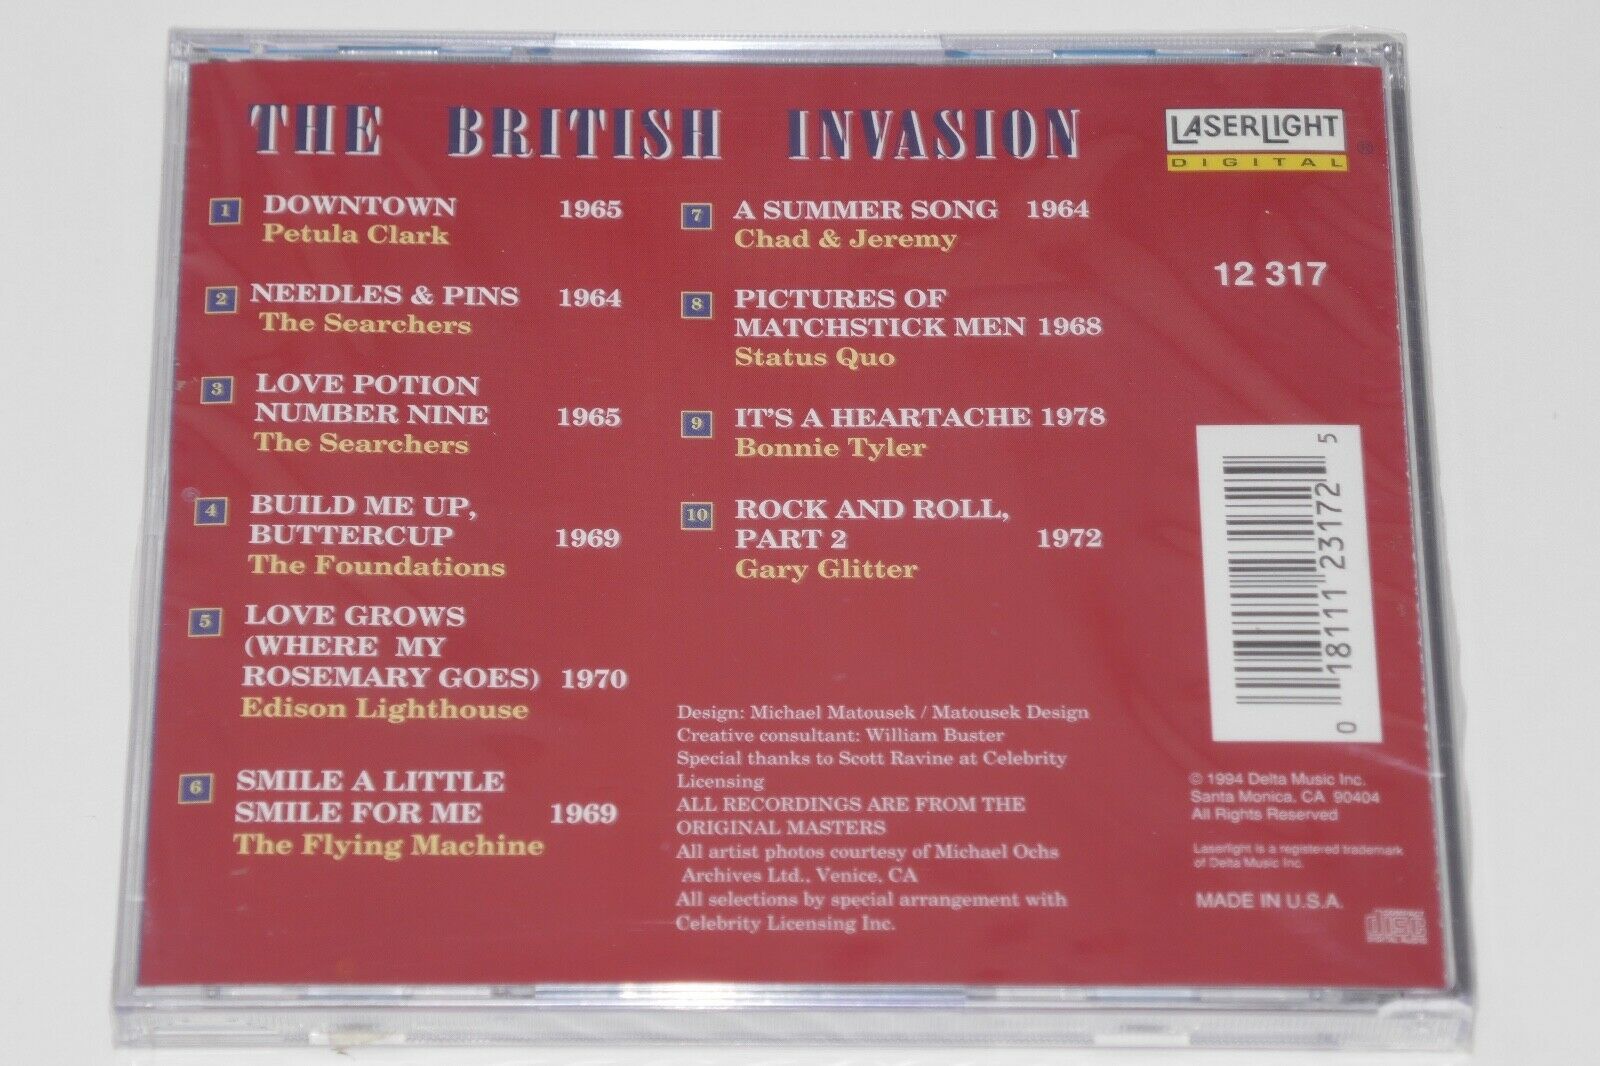 THE BRITISH INVASION
LASERLIGHT
DIGITAL
®
12 317
1 DOWNTOWN 1965
Petula Clark
2 NEEDLES & PINS 1964
The Searchers
3 LOVE POTION
NUMBER NINE 1965
The Searchers
4 BUILD ME UP,
BUTTERCUP 1969
The Foundations
5 LOVE GROWS
(WHERE MY
ROSEMARY GOES) 1970
Edison Lighthouse
6 SMILE A LITTLE
SMILE FOR ME 1969
The Flying Machine
7 A SUMMER SONG 1964
Chad & Jeremy
8 PICTURES OF
MATCHSTICK MEN 1968
Status Quo
9 IT'S A HEARTACHE 1978
Bonnie Tyler
10 ROCK AND ROLL,
PART 2 1972
Gary Glitter
Design: Michael Matousek / Matousek Design
Creative consultant: William Buster
Special thanks to Scott Ravine at Celebrity
Licensing
ALL RECORDINGS ARE FROM THE
ORIGINAL MASTERS
All artist photos courtesy of Michael Ochs
Archives Ltd., Venice, CA
All selections by special arrangement with
Celebrity Licensing Inc.
0 18111 23172 5
© 1994 Delta Music Inc.
Santa Monica, CA 90404
All Rights Reserved
Laserlight is a registered trademark
of Delta Music Inc.
MADE IN U.S.A.
COMPACT
disc
DIGITAL AUDIO